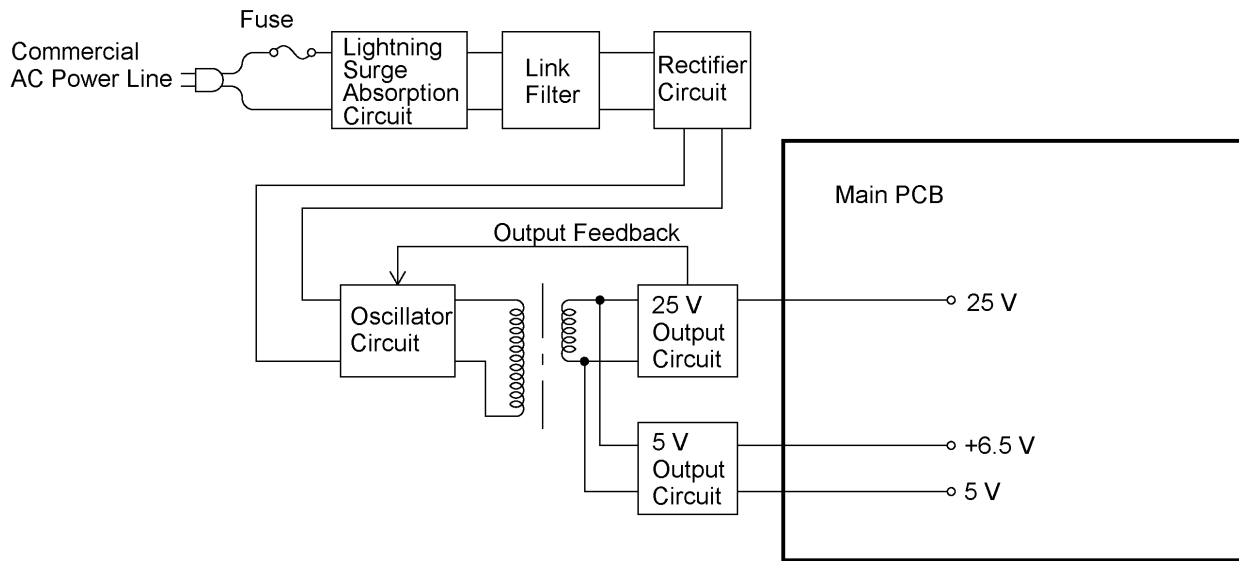 Fuse
Commercial
AC Power Line
Lightning
Surge
Absorption
Circuit
Link
Filter
Rectifier
Circuit
Main PCB
Output Feedback
Oscillator
Circuit
25 V
Output
Circuit
25 V
5 V
Output
Circuit
+6.5 V
5 V